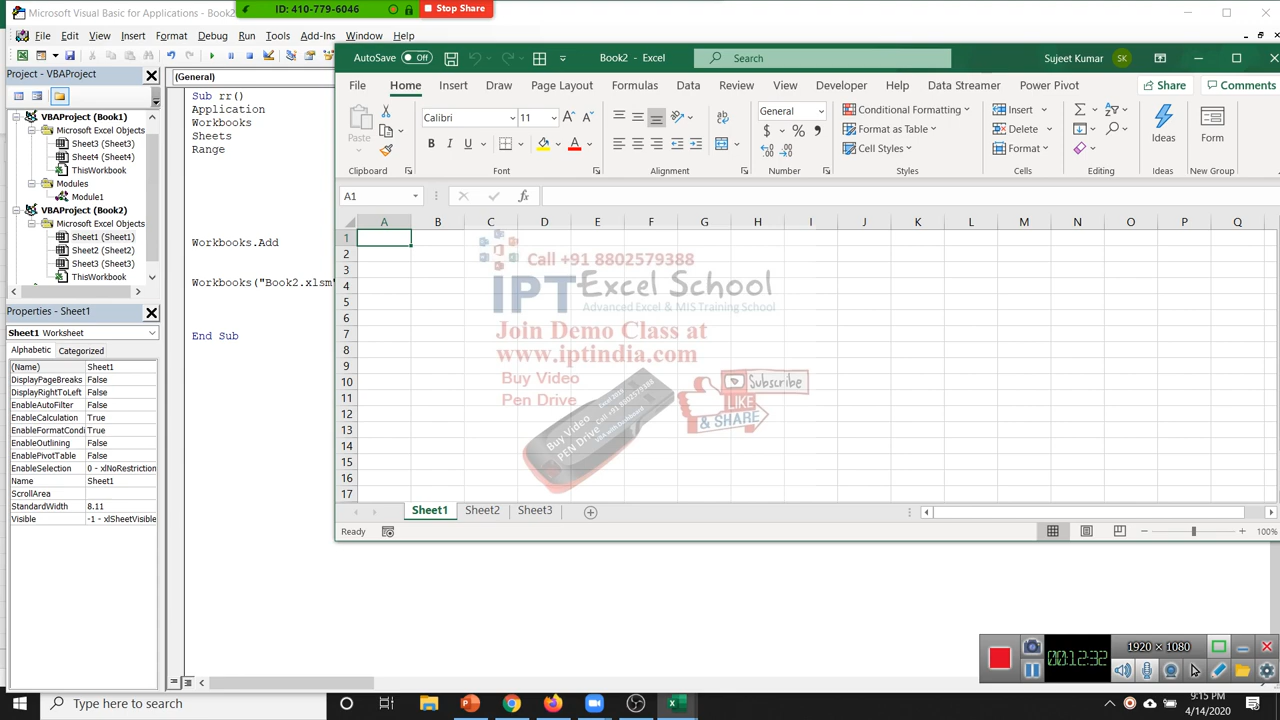 Microsoft Visual Basic for Applications - Book2
ID: 410-779-6046
Stop Share
File Edit View Insert Format Debug Run Tools Add-Ins Window Help
Project - VBAProject
VBAProject (Book1)
Microsoft Excel Objects
Sheet3 (Sheet3)
Sheet4 (Sheet4)
ThisWorkbook
Modules
Module1
VBAProject (Book2)
Microsoft Excel Objects
Sheet1 (Sheet1)
Sheet2 (Sheet2)
Sheet3 (Sheet3)
ThisWorkbook
Properties - Sheet1
Sheet1 Worksheet
Alphabetic Categorized
(Name) Sheet1
DisplayPageBreaks False
DisplayRightToLeft False
EnableAutoFilter False
EnableCalculation True
EnableFormatCondi True
EnableOutlining False
EnablePivotTable False
EnableSelection 0 - xlNoRestriction
Name Sheet1
ScrollArea
StandardWidth 8.11
Visible -1 - xlSheetVisible
(General)
Sub rr()
Application
Workbooks
Sheets
Range
Workbooks.Add
Workbooks("Book2.xlsm"
End Sub
AutoSave Off
Book2 - Excel
Search
Sujeet Kumar SK
File Home Insert Draw Page Layout Formulas Data Review View Developer Help Data Streamer Power Pivot Share Comments
Paste
Clipboard
Calibri 11
B I U
Font
Alignment
General
$ % ,
Number
Conditional Formatting
Format as Table
Cell Styles
Styles
Insert
Delete
Format
Cells
Editing
Ideas
Ideas
Form
New Group
A1
fx
A B C D E F G H I J K L M N O P Q
1
2
3
4
5
6
7
8
9
10
11
12
13
14
15
16
17
Call +91 8802579388
IPT Excel School
Advanced Excel & MIS Training School
Join Demo Class at
www.iptindia.com
Buy Video
Pen Drive
Buy Video
PEN Drive
Subscribe
LIKE
& SHARE
Sheet1 Sheet2 Sheet3
Ready
100%
1920 × 1080
00:12:32
Type here to search
9:15 PM
4/14/2020